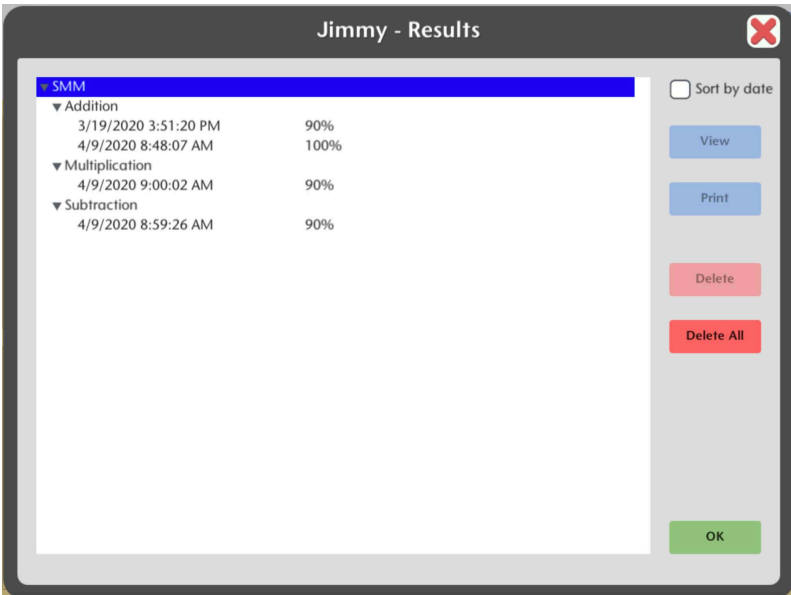 Jimmy - Results
SMM
Sort by date
Addition
3/19/2020 3:51:20 PM 90%
4/9/2020 8:48:07 AM 100%
View
Multiplication
4/9/2020 9:00:02 AM 90%
Print
Subtraction
4/9/2020 8:59:26 AM 90%
Delete
Delete All
OK